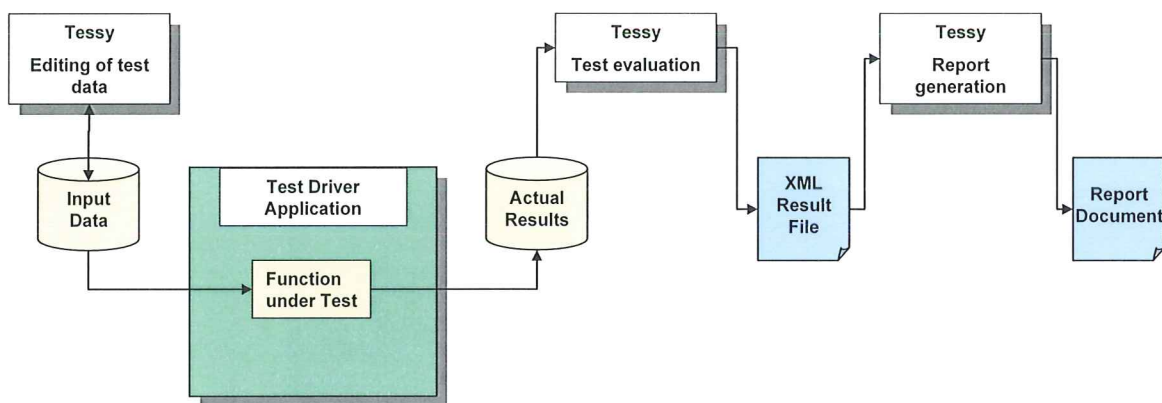 Tessy
Editing of test
data
Input
Data
Test Driver
Application
Function
under Test
Actual
Results
Tessy
Test evaluation
XML
Result
File
Tessy
Report
generation
Report
Document